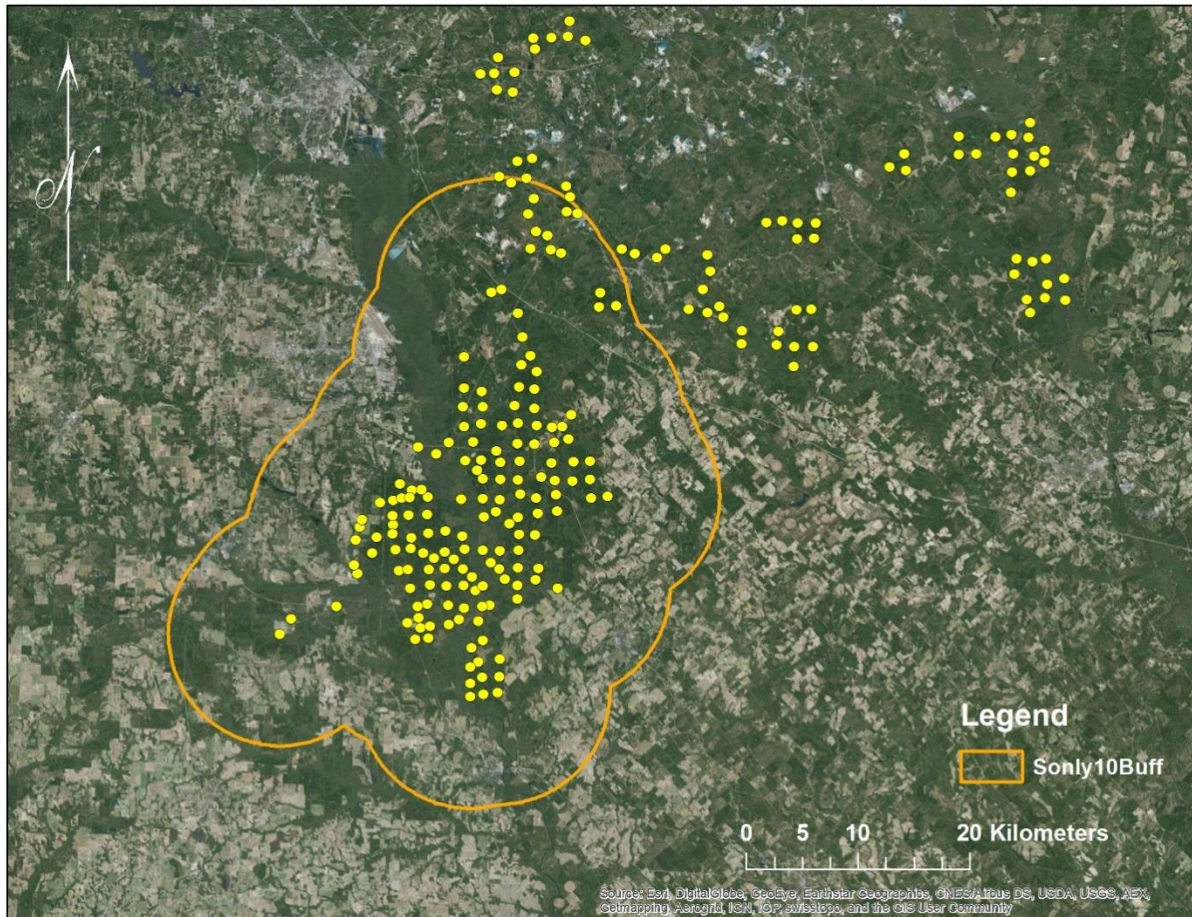 N
Legend
Sonly10Buff
0 5 10 20 Kilometers
Source: Esri, DigitalGlobe, GeoEye, Earthstar Geographics, CNES/Airbus DS, USDA, USGS, AEX,
Getmapping, Aerogrid, IGN, IGP, swisstopo, and the GIS User Community